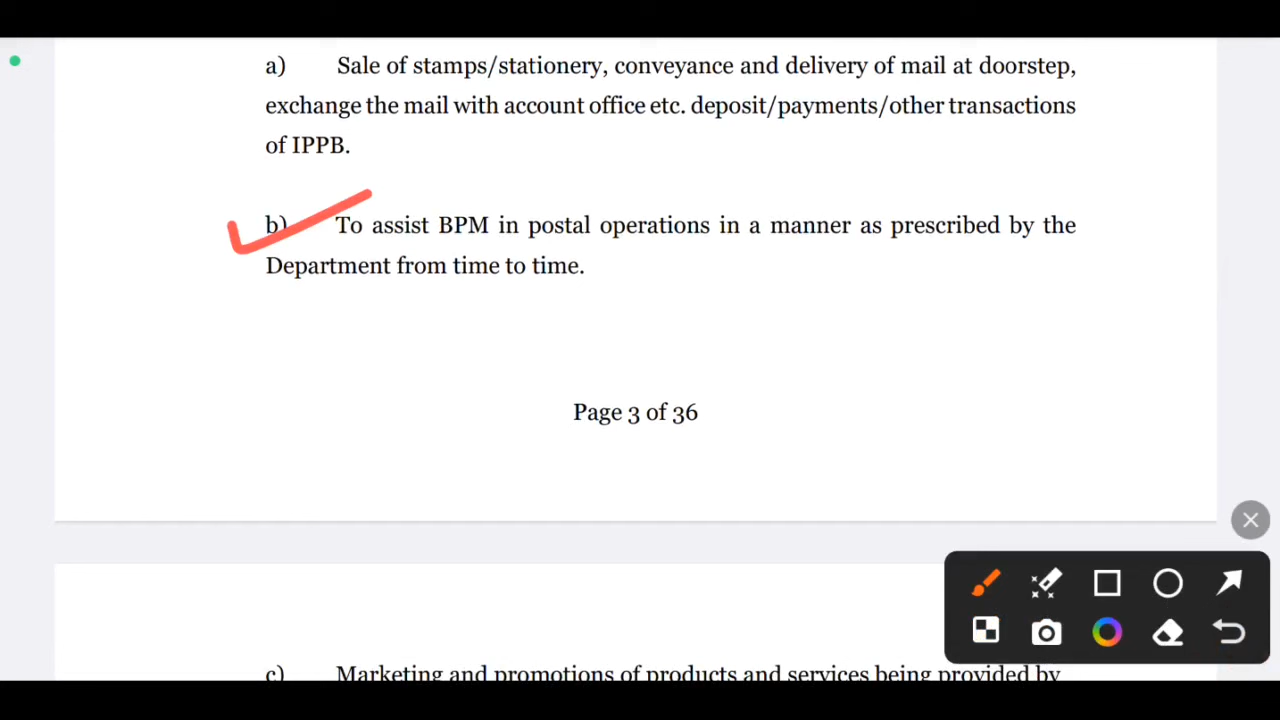 a) Sale of stamps/stationery, conveyance and delivery of mail at doorstep,
exchange the mail with account office etc. deposit/payments/other transactions
of IPPB.
b) To assist BPM in postal operations in a manner as prescribed by the
Department from time to time.
Page 3 of 36
c) Marketing and promotions of products and services being provided by